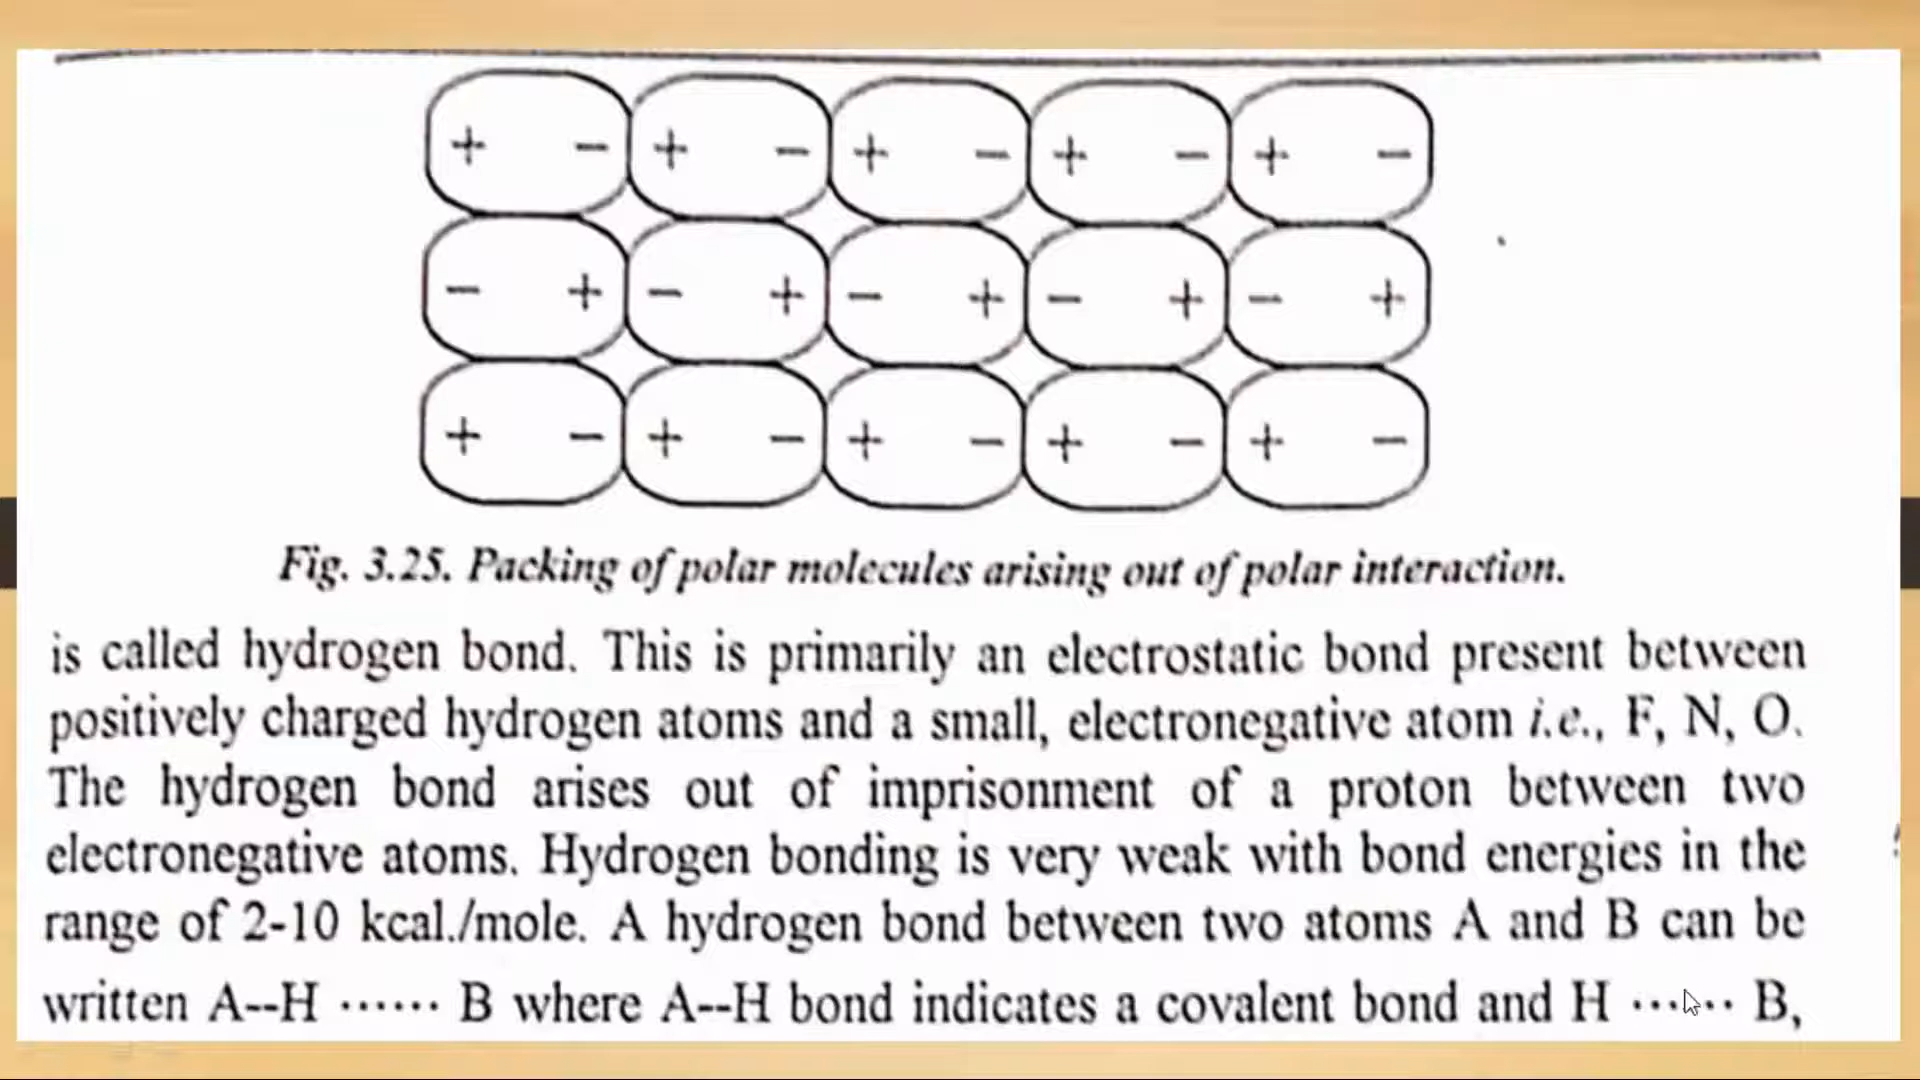 + − + − + − + − + −
− + − + − + − + − +
+ − + − + − + − + −
Fig. 3.25. Packing of polar molecules arising out of polar interaction.
is called hydrogen bond. This is primarily an electrostatic bond present between
positively charged hydrogen atoms and a small, electronegative atom i.e., F, N, O.
The hydrogen bond arises out of imprisonment of a proton between two
electronegative atoms. Hydrogen bonding is very weak with bond energies in the
range of 2-10 kcal./mole. A hydrogen bond between two atoms A and B can be
written A--H ······ B where A--H bond indicates a covalent bond and H ······ B,